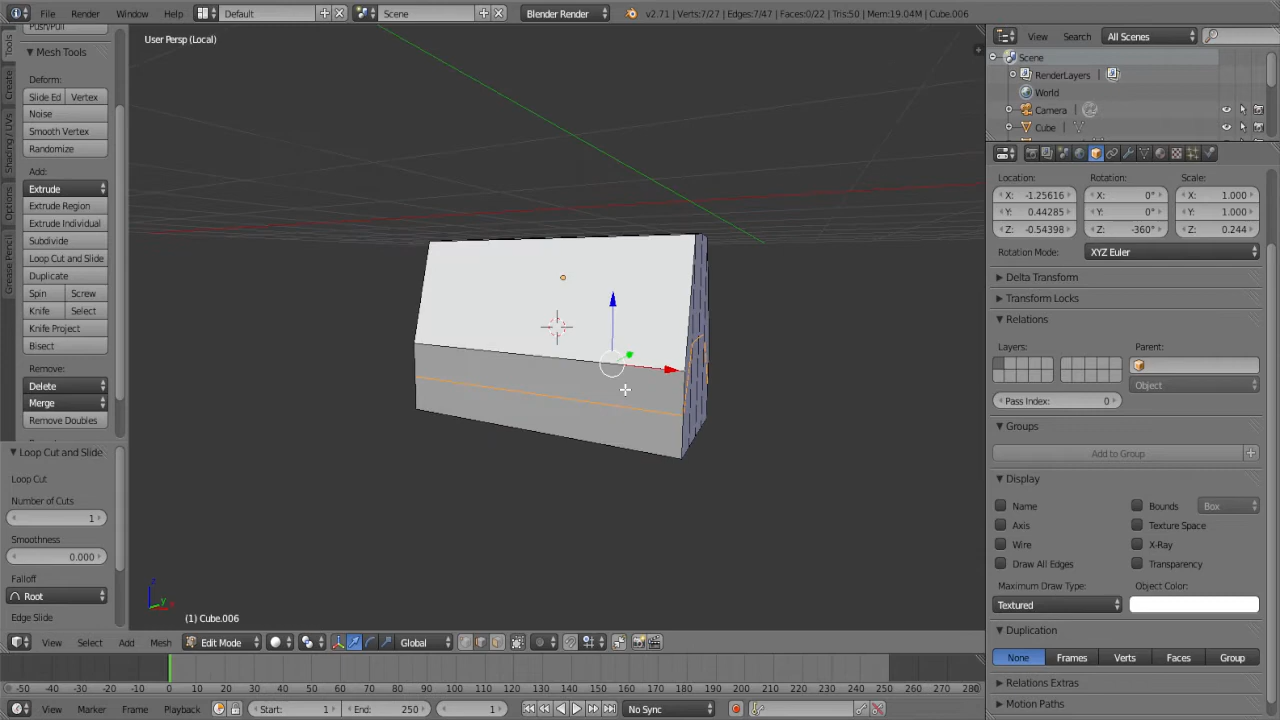 File Render Window Help Default Scene Blender Render v2.71 | Verts:7/27 | Edges:7/47 | Faces:0/22 | Tris:50 | Mem:19.04M | Cube.006
Tools
Create
Shading / UVs
Options
Grease Pencil
Push/Pull
Mesh Tools
Deform:
Slide Ed Vertex
Noise
Smooth Vertex
Randomize
Add:
Extrude
Extrude Region
Extrude Individual
Subdivide
Loop Cut and Slide
Duplicate
Spin Screw
Knife Select
Knife Project
Bisect
Remove:
Delete
Merge
Remove Doubles
Loop Cut and Slide
Loop Cut
Number of Cuts
1
Smoothness
0.000
Falloff
Root
Edge Slide
User Persp (Local)
z
y
x
(1) Cube.006
View Select Add Mesh Edit Mode Global
-50 -40 -30 -20 -10 0 10 20 30 40 50 60 70 80 90 100 110 120 130 140 150 160 170 180 190 200 210 220 230 240 250 260 270 280
View Marker Frame Playback Start: 1 End: 250 1 No Sync
View Search All Scenes
Scene
RenderLayers
World
Camera
Cube
Location: Rotation: Scale:
X: -1.25616 X: 0° X: 1.000
Y: 0.44285 Y: 0° Y: 1.000
Z: -0.54398 Z: -360° Z: 0.244
Rotation Mode: XYZ Euler
Delta Transform
Transform Locks
Relations
Layers: Parent:
Object
Pass Index: 0
Groups
Add to Group
Display
Name Bounds Box
Axis Texture Space
Wire X-Ray
Draw All Edges Transparency
Maximum Draw Type: Object Color:
Textured
Duplication
None Frames Verts Faces Group
Relations Extras
Motion Paths